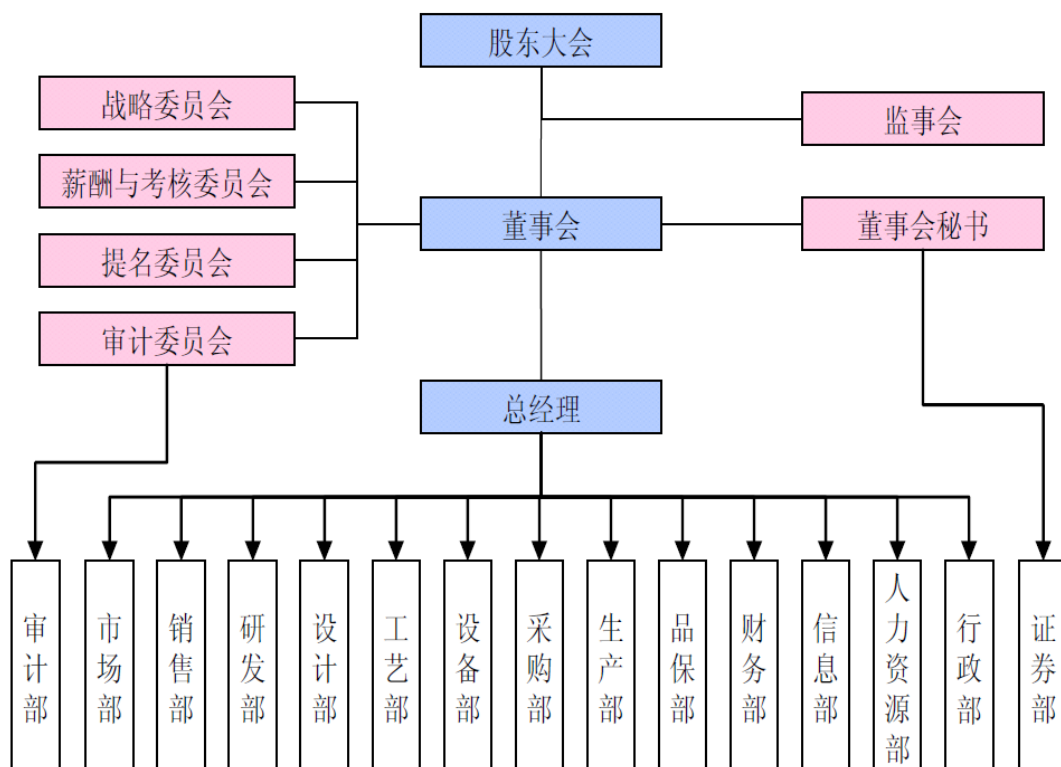 股东大会
战略委员会
监事会
薪酬与考核委员会
董事会
董事会秘书
提名委员会
审计委员会
总经理
审计部
市场部
销售部
研发部
设计部
工艺部
设备部
采购部
生产部
品保部
财务部
信息部
人力资源部
行政部
证券部